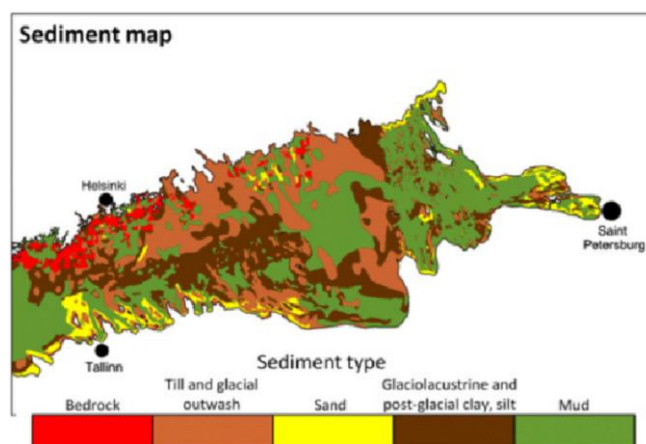 Sediment map
Helsinki
Saint
Petersburg
Tallinn
Sediment type
Bedrock
Till and glacial
outwash
Sand
Glaciolacustrine and
post-glacial clay, silt
Mud